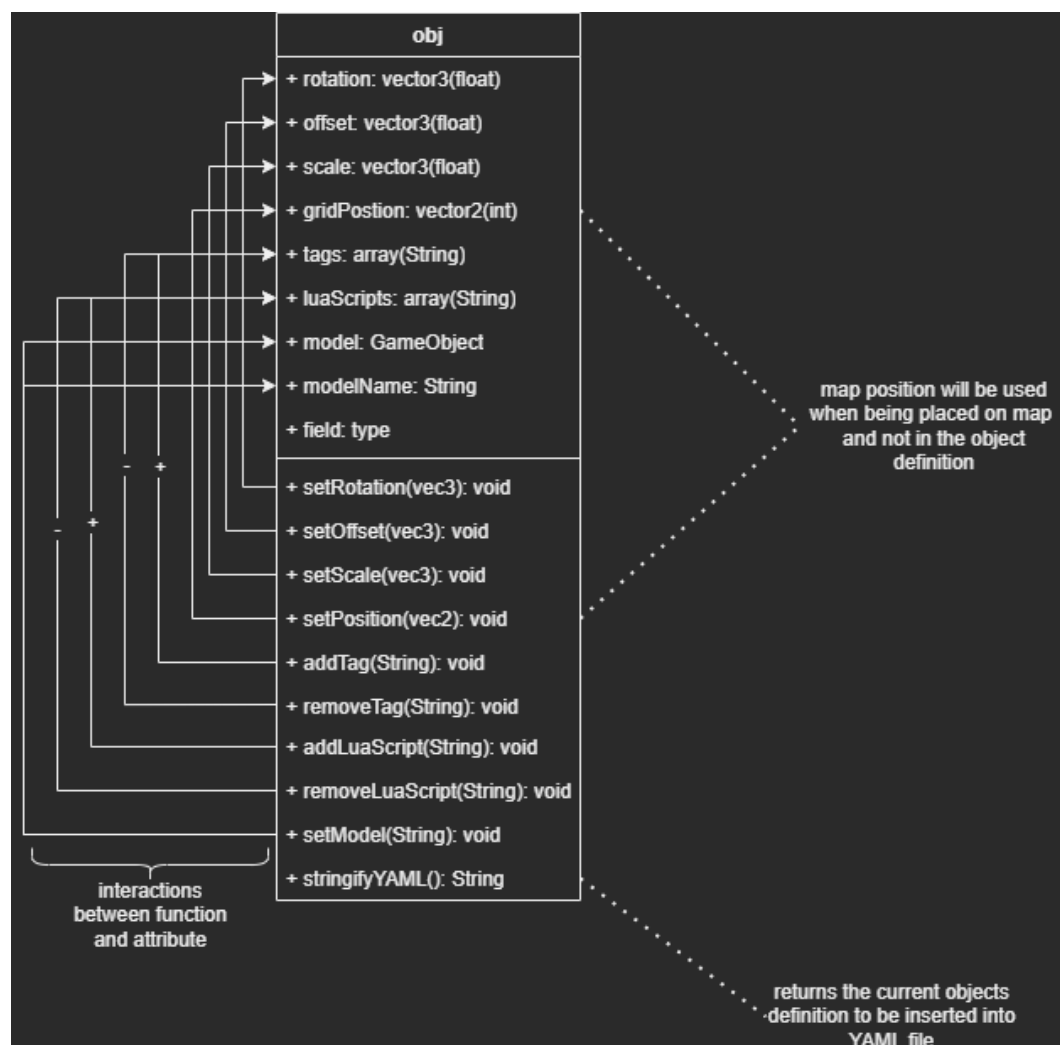 obj
+ rotation: vector3(float)
+ offset: vector3(float)
+ scale: vector3(float)
+ gridPostion: vector2(int)
+ tags: array(String)
+ luaScripts: array(String)
+ model: GameObject
+ modelName: String
+ field: type
+ setRotation(vec3): void
+ setOffset(vec3): void
+ setScale(vec3): void
+ setPosition(vec2): void
+ addTag(String): void
+ removeTag(String): void
+ addLuaScript(String): void
+ removeLuaScript(String): void
+ setModel(String): void
+ stringifyYAML(): String
-
+
-
+
interactions
between function
and attribute
map position will be used
when being placed on map
and not in the object
definition
returns the current objects
definition to be inserted into
YAML file